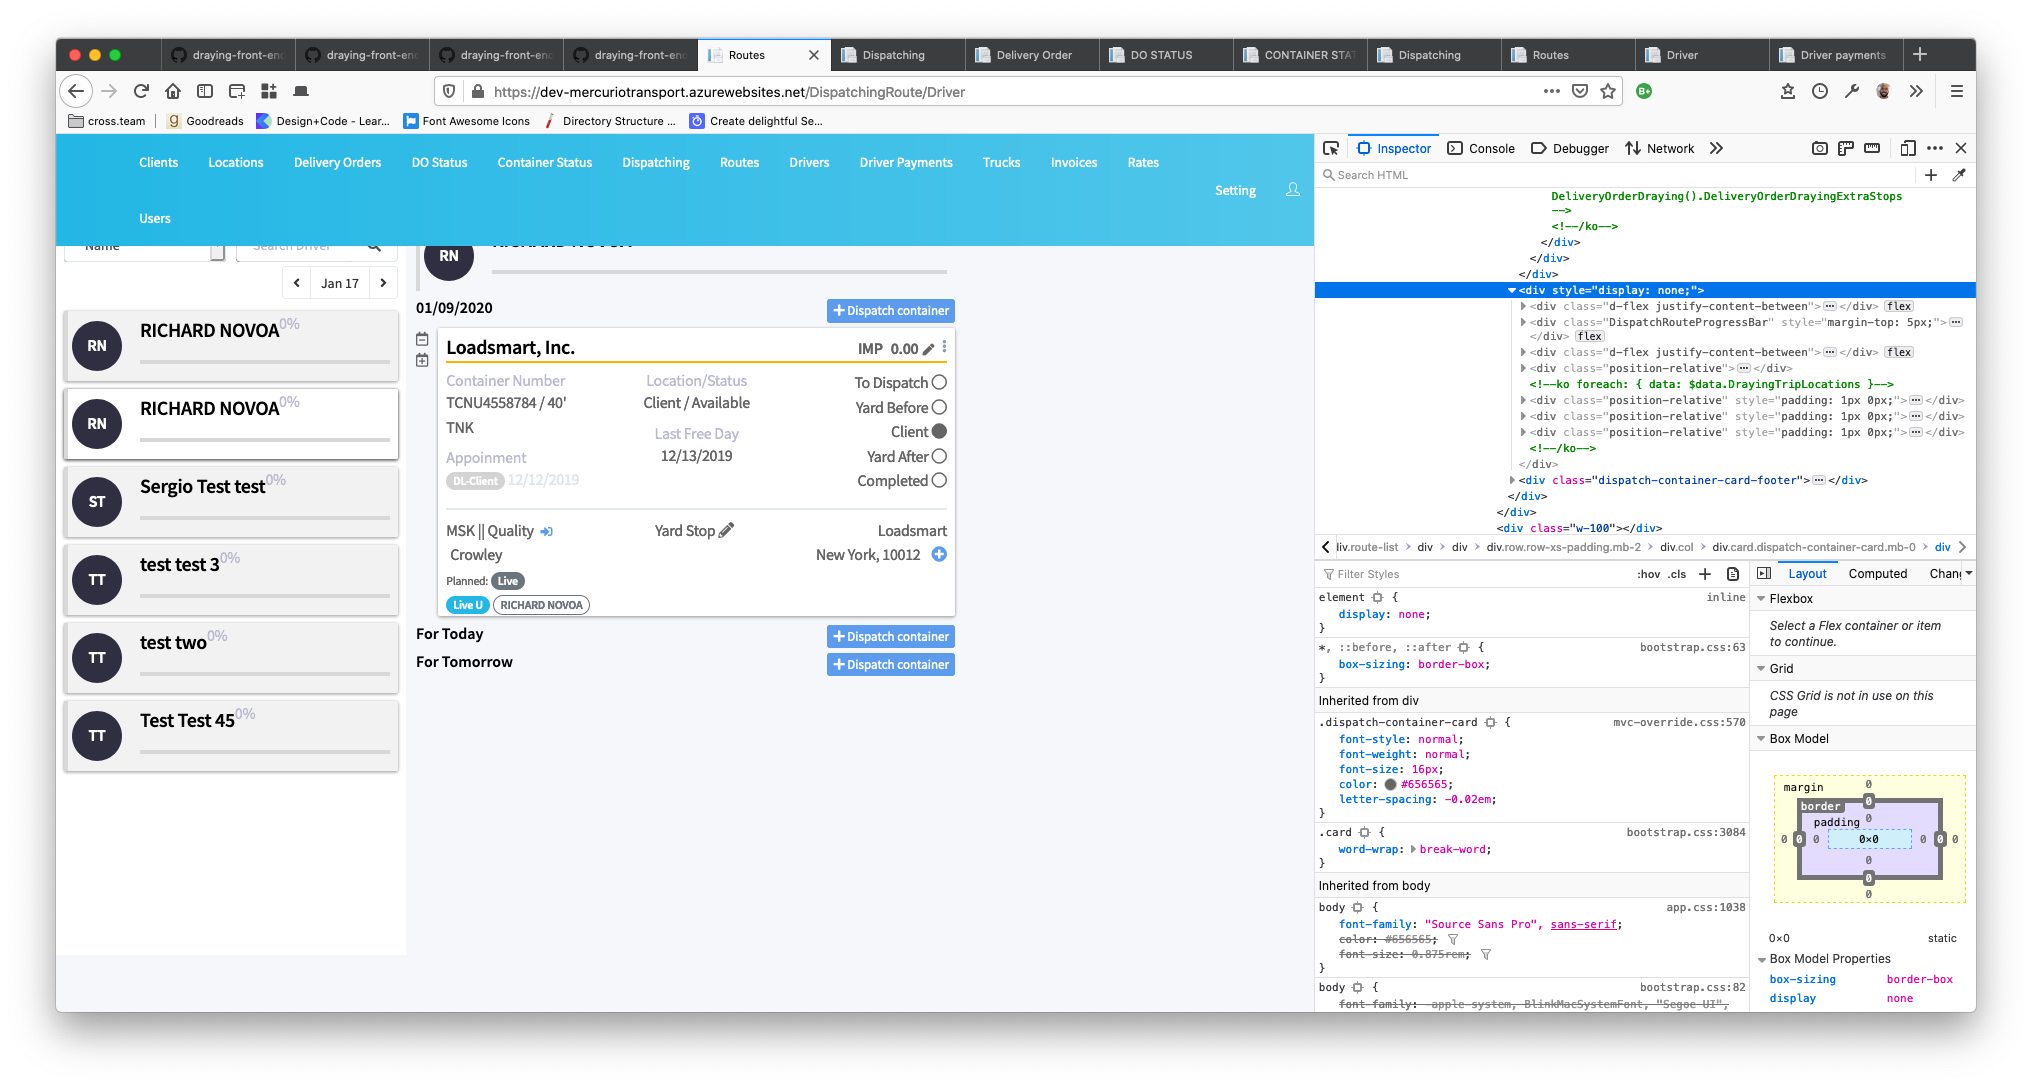 draying-front-en
draying-front-en
draying-front-en
draying-front-en
Routes
Dispatching
Delivery Order
DO STATUS
CONTAINER STAT
Dispatching
Routes
Driver
Driver payments
https://dev-mercuriotransport.azurewebsites.net/DispatchingRoute/Driver
B+
cross.team
g Goodreads
Design+Code - Lear...
Font Awesome Icons
Directory Structure ...
Create delightful Se...
Clients
Locations
Delivery Orders
DO Status
Container Status
Dispatching
Routes
Drivers
Driver Payments
Trucks
Invoices
Rates
Setting
Users
Name
Search Driver
Jan 17
RN RICHARD NOVOA 0%
RN RICHARD NOVOA 0%
ST Sergio Test test 0%
TT test test 3 0%
TT test two 0%
TT Test Test 45 0%
RN RICHARD NOVOA
01/09/2020
+ Dispatch container
Loadsmart, Inc.
IMP 0.00
Container Number
Location/Status
To Dispatch
TCNU4558784 / 40'
Client / Available
Yard Before
TNK
Last Free Day
Client
Appoinment
12/13/2019
Yard After
DL-Client 12/12/2019
Completed
MSK || Quality
Yard Stop
Loadsmart
Crowley
New York, 10012
Planned: Live
Live U RICHARD NOVOA
For Today
+ Dispatch container
For Tomorrow
+ Dispatch container
Inspector
Console
Debugger
Network
Search HTML
DeliveryOrderDraying().DeliveryOrderDrayingExtraStops
-->
<!--/ko-->
</div>
</div>
</div>
<div style="display: none;">
<div class="d-flex justify-content-between"></div> flex
<div class="DispatchRouteProgressBar" style="margin-top: 5px;">
</div> flex
<div class="d-flex justify-content-between"></div> flex
<div class="position-relative"></div>
<!--ko foreach: { data: $data.DrayingTripLocations }-->
<div class="position-relative" style="padding: 1px 0px;"></div>
<div class="position-relative" style="padding: 1px 0px;"></div>
<div class="position-relative" style="padding: 1px 0px;"></div>
<!--/ko-->
</div>
<div class="dispatch-container-card-footer"></div>
</div>
</div>
<div class="w-100"></div>
div.route-list > div > div > div.row.row-xs-padding.mb-2 > div.col > div.card.dispatch-container-card.mb-0 > div
Filter Styles
:hov .cls
element { inline
display: none;
}
*, ::before, ::after { bootstrap.css:63
box-sizing: border-box;
}
Inherited from div
.dispatch-container-card { mvc-override.css:570
font-style: normal;
font-weight: normal;
font-size: 16px;
color: #656565;
letter-spacing: -0.02em;
}
.card { bootstrap.css:3084
word-wrap: break-word;
}
Inherited from body
body { app.css:1038
font-family: "Source Sans Pro", sans-serif;
color: #656565;
font-size: 0.875rem;
}
body { bootstrap.css:82
font-family: -apple-system, BlinkMacSystemFont, "Segoe UI",
Layout
Computed
Chan
Flexbox
Select a Flex container or item
to continue.
Grid
CSS Grid is not in use on this
page
Box Model
margin 0
border 0
padding 0
0 0 0 0×0 0 0 0
0
0
0
0×0
static
Box Model Properties
box-sizing border-box
display none